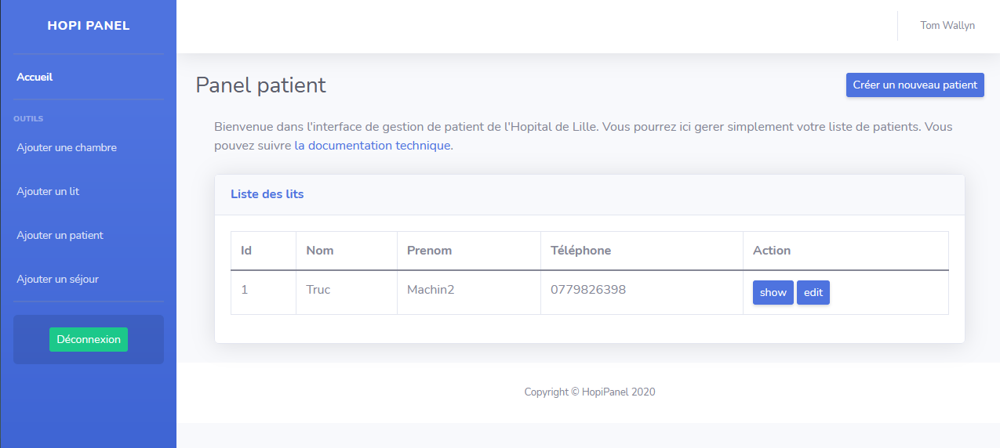 HOPI PANEL
Tom Wallyn
Accueil
OUTILS
Ajouter une chambre
Ajouter un lit
Ajouter un patient
Ajouter un séjour
Déconnexion
Panel patient
Créer un nouveau patient
Bienvenue dans l'interface de gestion de patient de l'Hopital de Lille. Vous pourrez ici gerer simplement votre liste de patients. Vous
pouvez suivre la documentation technique.
Liste des lits
Id Nom Prenom Téléphone Action
1 Truc Machin2 0779826398 show edit
Copyright © HopiPanel 2020